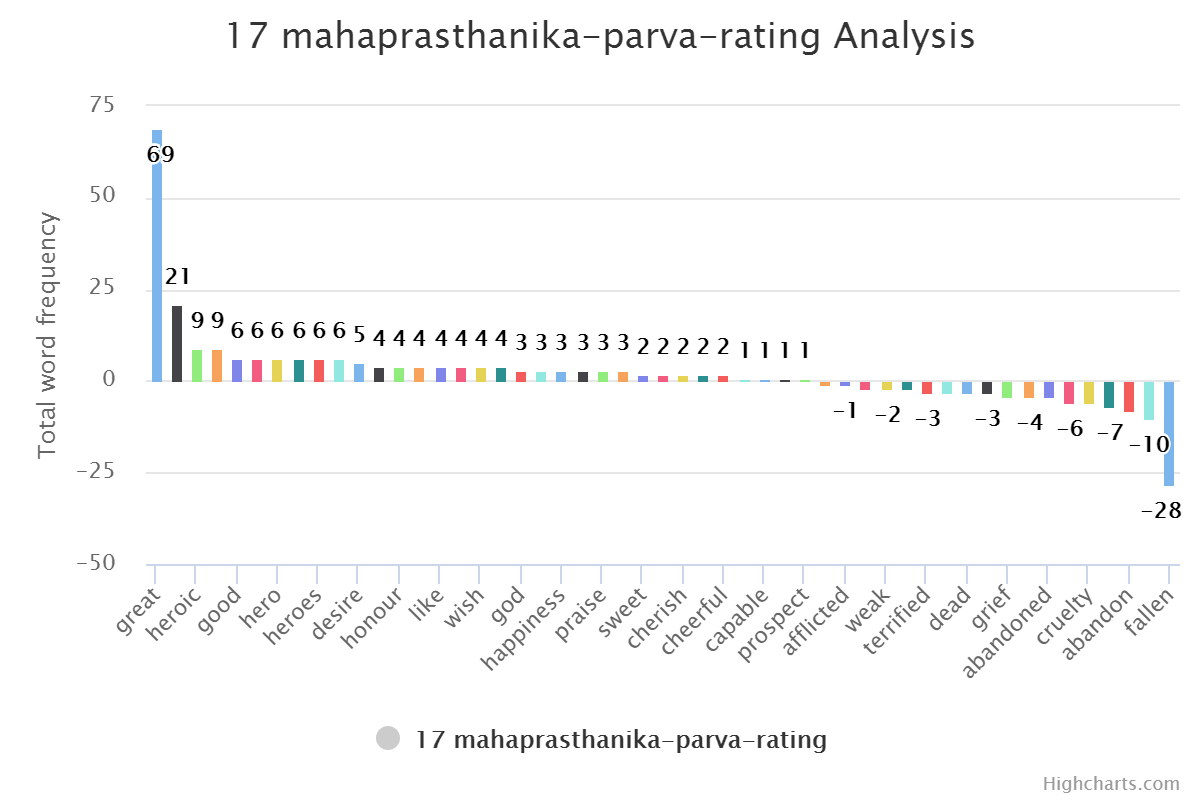 17 mahaprasthanika-parva-rating Analysis
Total word frequency
75
50
25
0
-25
-50
69
21
9 9 6 6 6 6 6 6 5 4 4 4 4 4 4 4 3 3 3 3 3 3 2 2 2 2 2 1 1 1 1
-1 -2 -3 -3 -4 -6 -7 -10
-28
great heroic good hero heroes desire honour like wish god happiness praise sweet cherish cheerful capable prospect afflicted weak terrified dead grief abandoned cruelty abandon fallen
17 mahaprasthanika-parva-rating
Highcharts.com